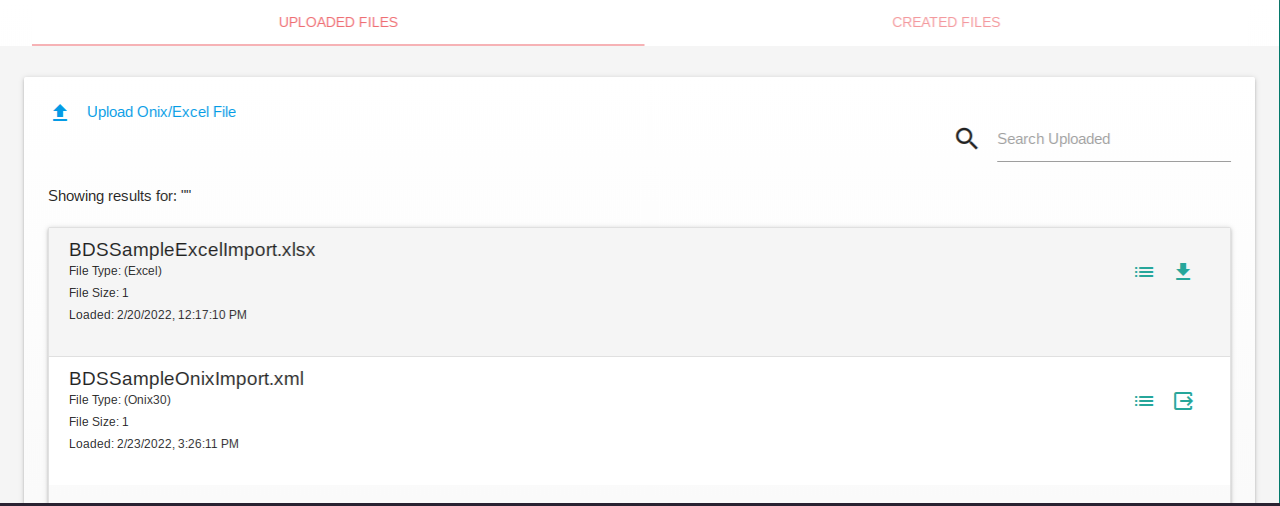 UPLOADED FILES
CREATED FILES
Upload Onix/Excel File
Search Uploaded
Showing results for: ""
BDSSampleExcelImport.xlsx
File Type: (Excel)
File Size: 1
Loaded: 2/20/2022, 12:17:10 PM
BDSSampleOnixImport.xml
File Type: (Onix30)
File Size: 1
Loaded: 2/23/2022, 3:26:11 PM